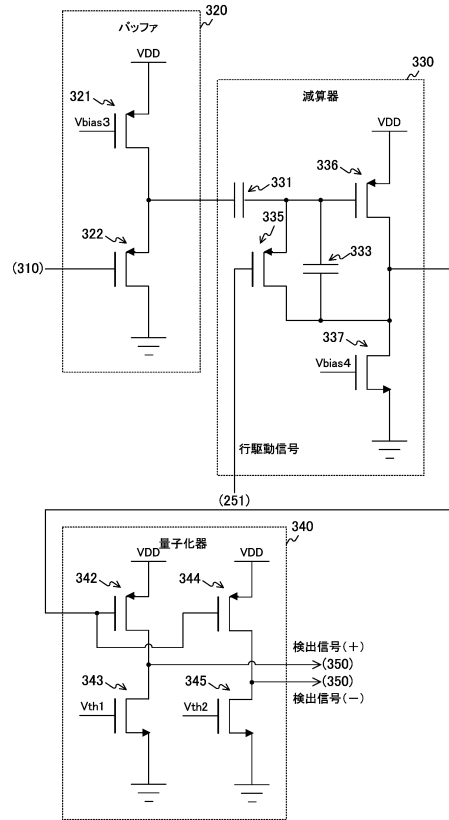 320
バッファ
VDD
321
Vbias3
322
(310)
330
減算器
VDD
336
331
335
333
337
Vbias4
行駆動信号
(251)
340
量子化器
VDD
VDD
342
344
検出信号(+)
(350)
(350)
検出信号(-)
343
345
Vth1
Vth2